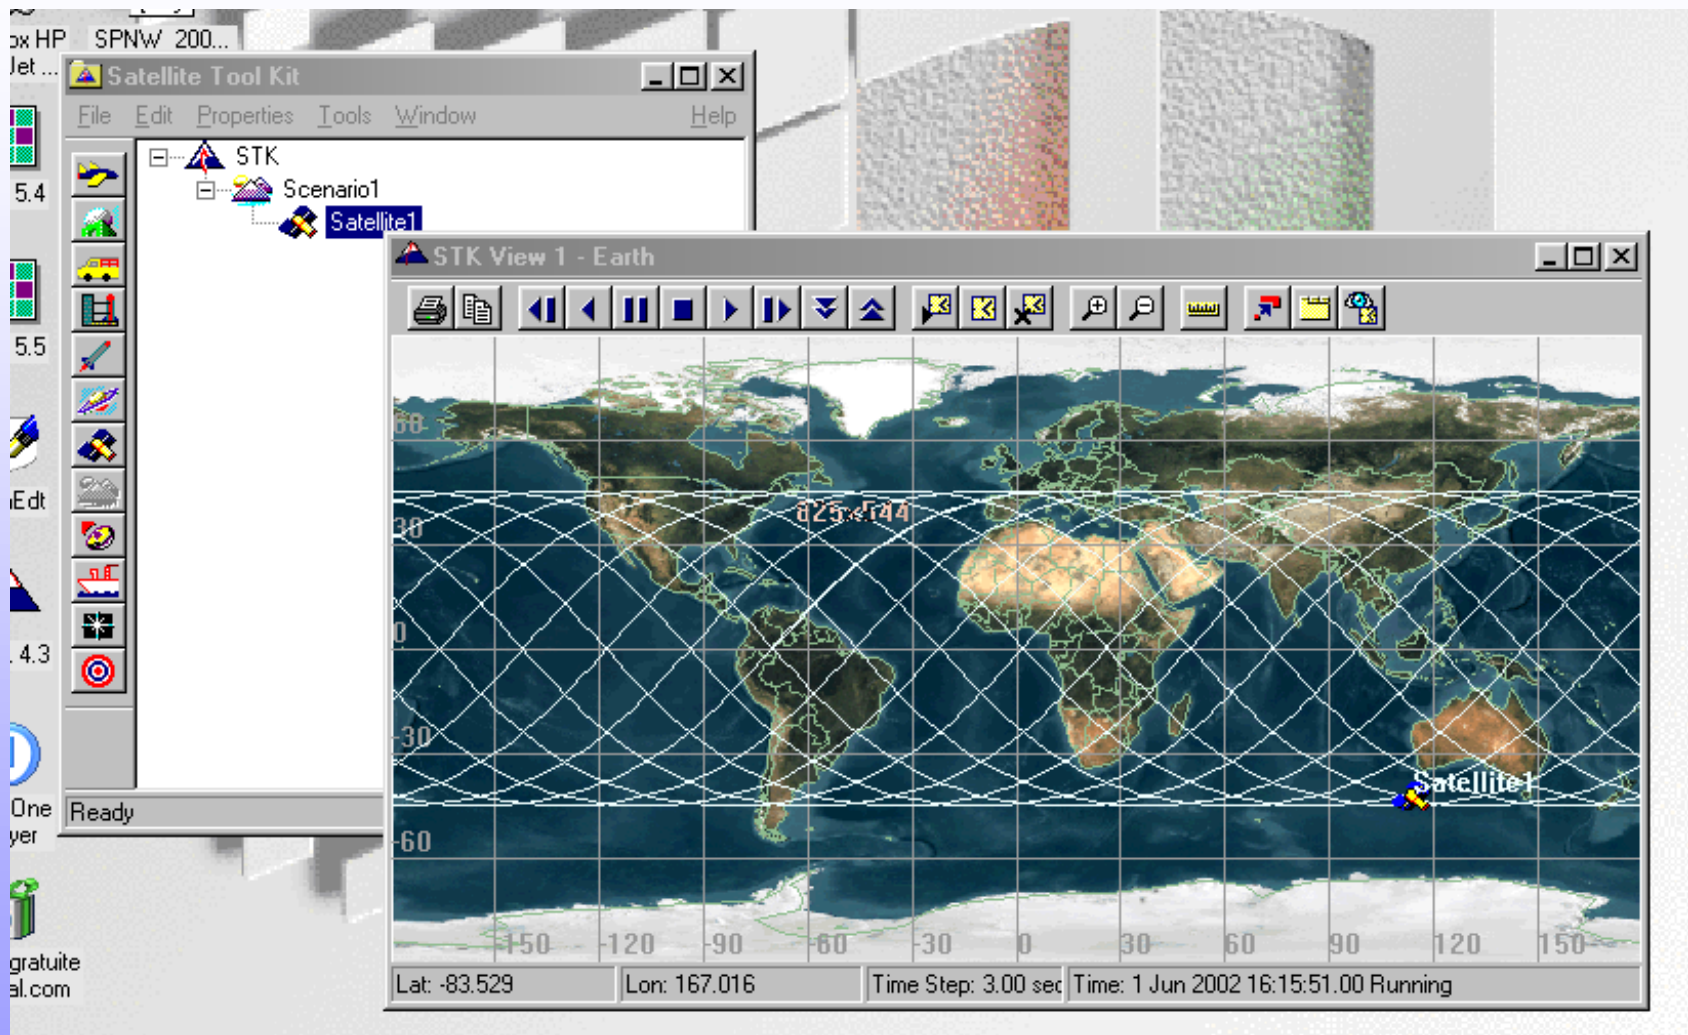 ox HP
Jet ...
SPNW 200...
5.4
5.5
Edt
. 4.3
One
yer
gratuite
al.com
Satellite Tool Kit
File Edit Properties Tools Window Help
STK
Scenario1
Satellite1
Ready
STK View 1 - Earth
60
30
0
-30
-60
825x544
Satellite1
-150 -120 -90 -60 -30 0 30 60 90 120 150
Lat: -83.529 Lon: 167.016 Time Step: 3.00 sec Time: 1 Jun 2002 16:15:51.00 Running